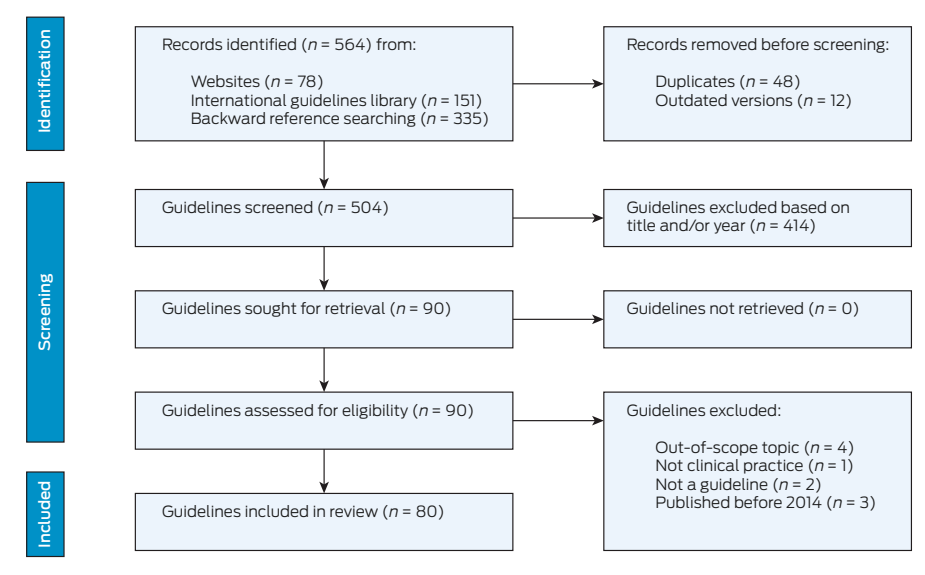 Identification
Records identified (n = 564) from:
Websites (n = 78)
International guidelines library (n = 151)
Backward reference searching (n = 335)
Records removed before screening:
Duplicates (n = 48)
Outdated versions (n = 12)
Screening
Guidelines screened (n = 504)
Guidelines excluded based on
title and/or year (n = 414)
Guidelines sought for retrieval (n = 90)
Guidelines not retrieved (n = 0)
Guidelines assessed for eligibility (n = 90)
Guidelines excluded:
Out-of-scope topic (n = 4)
Not clinical practice (n = 1)
Not a guideline (n = 2)
Published before 2014 (n = 3)
Included
Guidelines included in review (n = 80)